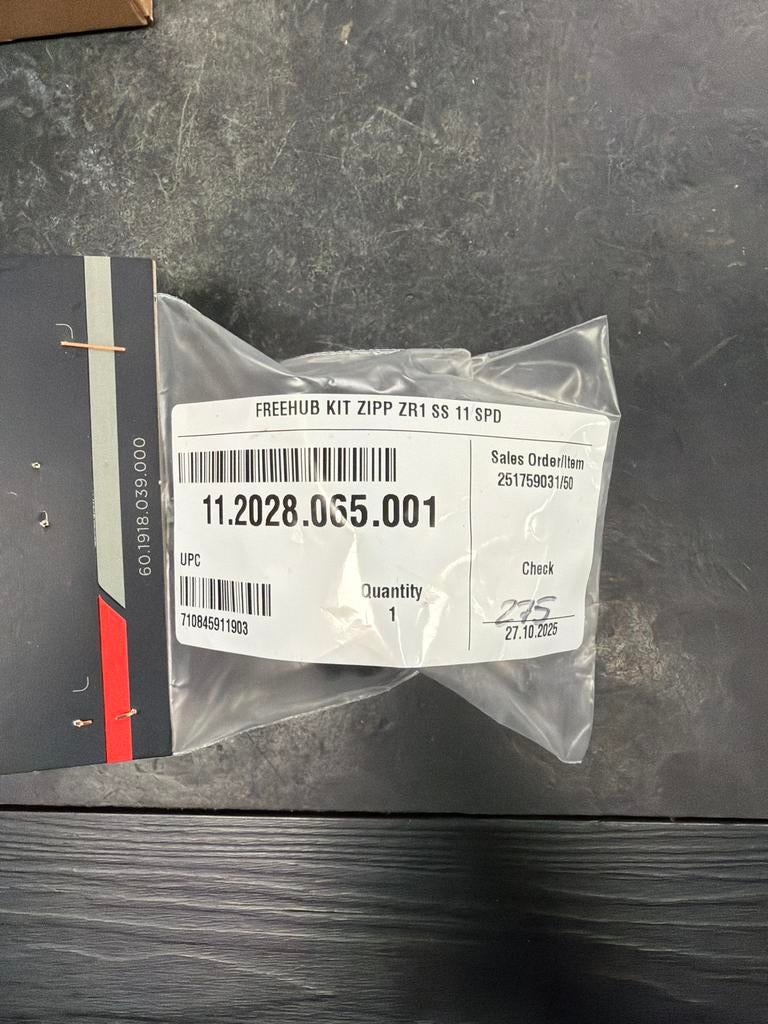 60.1918.039.000
FREEHUB KIT ZIPP ZR1 SS 11 SPD
11.2028.065.001
UPC
710845911903
Quantity
1
Sales Order/Item
251759031/50
Check
275
27.10.2025